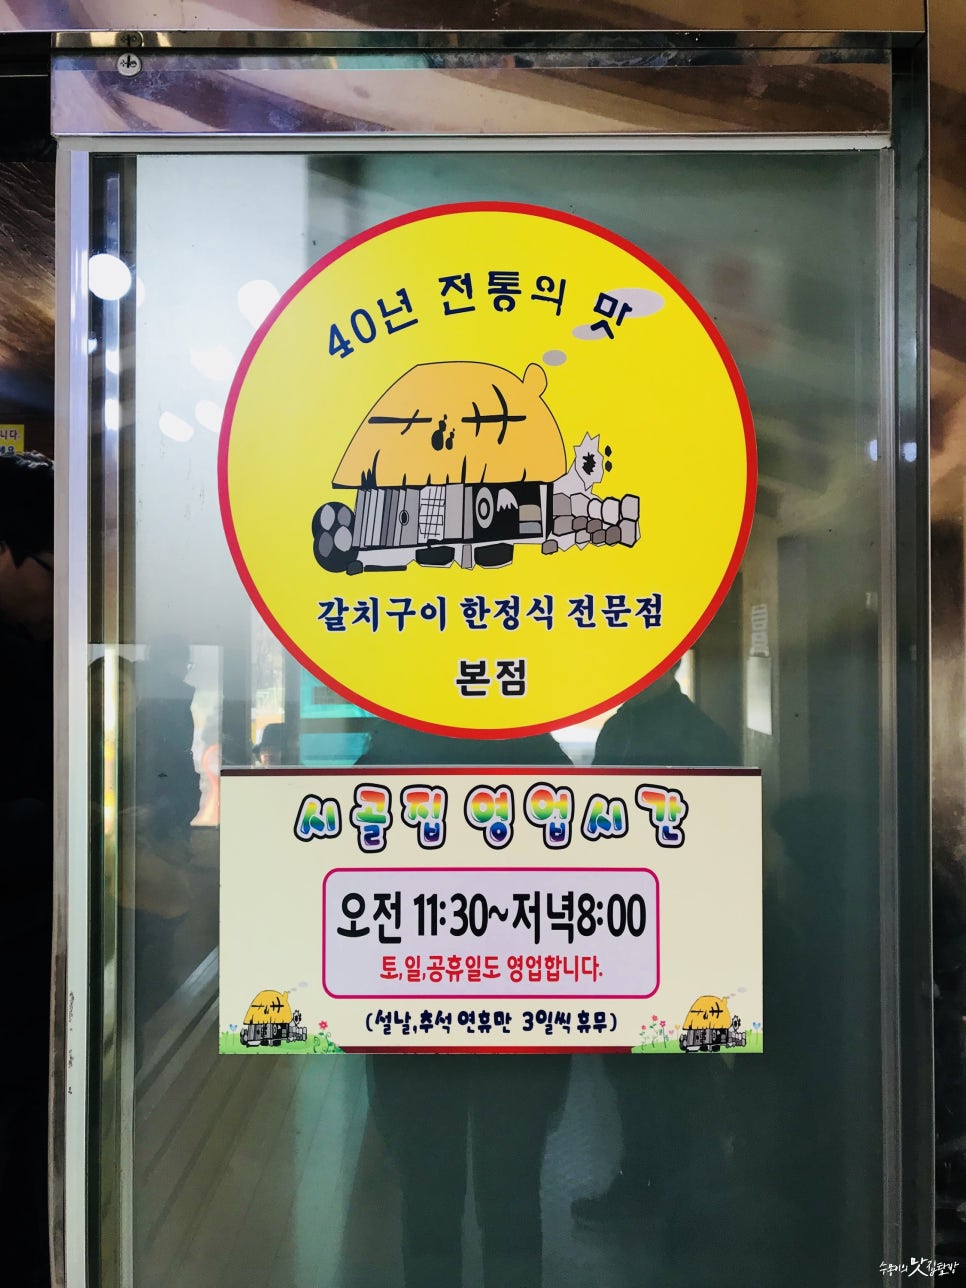 40년 전통의 맛
갈치구이 한정식 전문점
본점
시골집 영업시간
오전 11:30~저녁8:00
토,일,공휴일도 영업합니다.
(설날,추석 연휴만 3일씩 휴무)
니다.